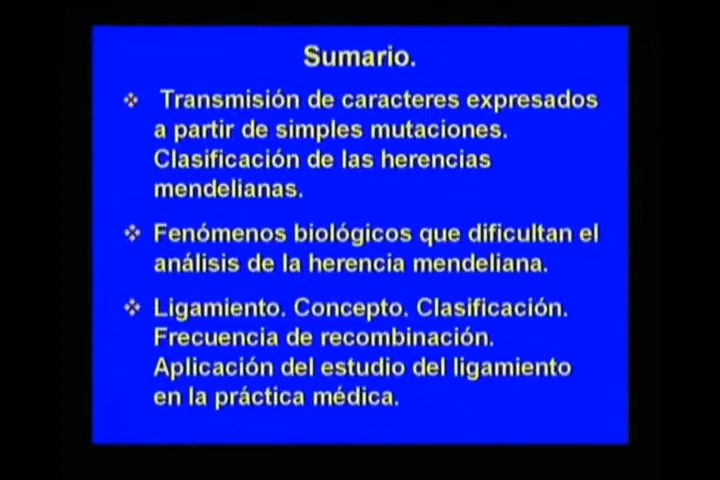 Sumario.
Transmisión de caracteres expresados
a partir de simples mutaciones.
Clasificación de las herencias
mendelianas.
Fenómenos biológicos que dificultan el
análisis de la herencia mendeliana.
Ligamiento. Concepto. Clasificación.
Frecuencia de recombinación.
Aplicación del estudio del ligamiento
en la práctica médica.